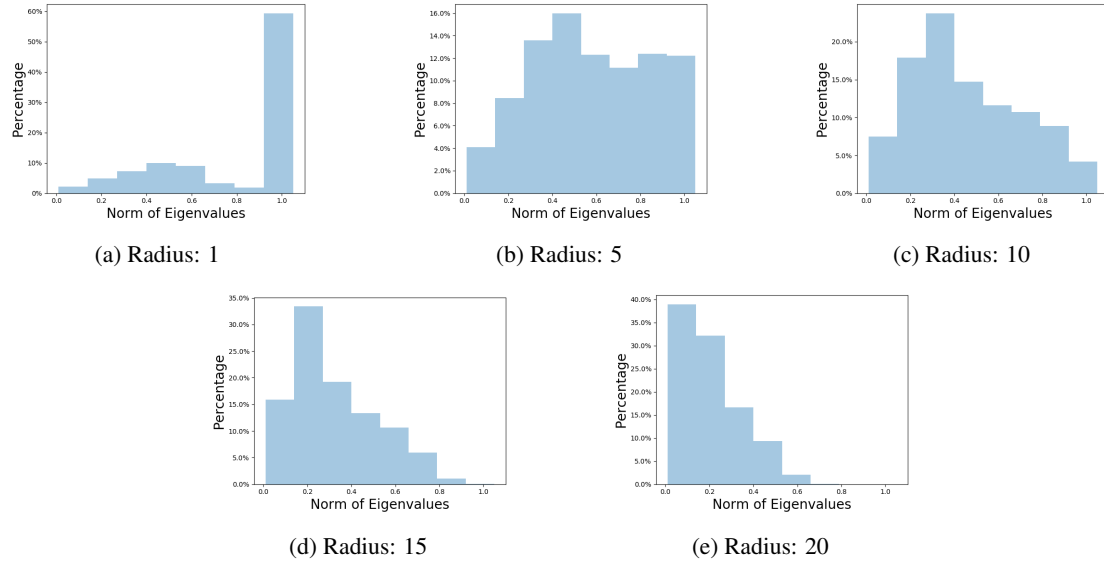 60%
50%
40%
30%
20%
10%
0%
Percentage
0.0 0.2 0.4 0.6 0.8 1.0
Norm of Eigenvalues
(a) Radius: 1
16.0%
14.0%
12.0%
10.0%
8.0%
6.0%
4.0%
2.0%
0.0%
Percentage
0.0 0.2 0.4 0.6 0.8 1.0
Norm of Eigenvalues
(b) Radius: 5
20.0%
15.0%
10.0%
5.0%
0.0%
Percentage
0.0 0.2 0.4 0.6 0.8 1.0
Norm of Eigenvalues
(c) Radius: 10
35.0%
30.0%
25.0%
20.0%
15.0%
10.0%
5.0%
0.0%
Percentage
0.0 0.2 0.4 0.6 0.8 1.0
Norm of Eigenvalues
(d) Radius: 15
40.0%
35.0%
30.0%
25.0%
20.0%
15.0%
10.0%
5.0%
0.0%
Percentage
0.0 0.2 0.4 0.6 0.8 1.0
Norm of Eigenvalues
(e) Radius: 20